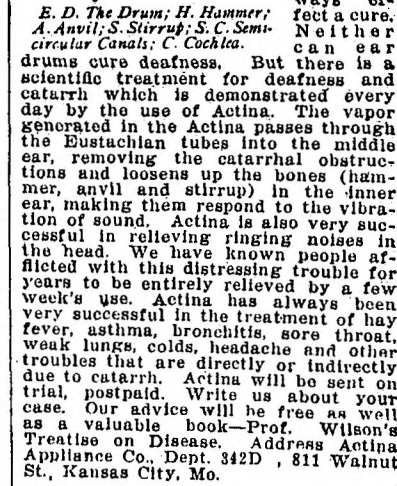 E. D. The Drum; H. Hammer;
A. Anvil; S. Stirrup; S. C. Semi-
circular Canals; C. Cochlea.
fect a cure.
Neither
can ear
drums cure deafness. But there is a
scientific treatment for deafness and
catarrh which is demonstrated every
day by the use of Actina. The vapor
generated in the Actina passes through
the Eustachian tubes into the middle
ear, removing the catarrhal obstruc-
tions and loosens up the bones (ham-
mer, anvil and stirrup) in the inner
ear, making them respond to the vibra-
tion of sound. Actina is also very suc-
cessful in relieving ringing noises in
the head. We have known people af-
flicted with this distressing trouble for
years to be entirely relieved by a few
week's use. Actina has always been
very successful in the treatment of hay
fever, asthma, bronchitis, sore throat,
weak lungs, colds, headache and other
troubles that are directly or indirectly
due to catarrh. Actina will be sent on
trial, postpaid. Write us about your
case. Our advice will be free as well
as a valuable book—Prof. Wilson's
Treatise on Disease. Address Actina
Appliance Co., Dept. 342D , 811 Walnut
St., Kansas City, Mo.